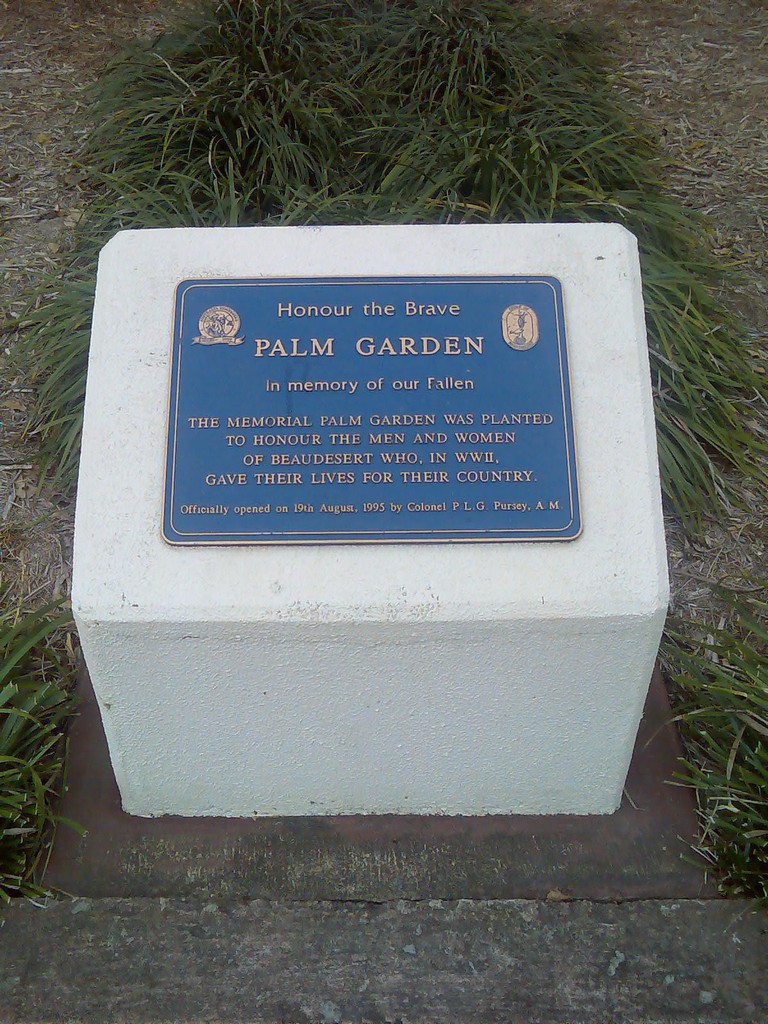 Honour the Brave
PALM GARDEN
In memory of our Fallen
THE MEMORIAL PALM GARDEN WAS PLANTED
TO HONOUR THE MEN AND WOMEN
OF BEAUDESERT WHO, IN WWII,
GAVE THEIR LIVES FOR THEIR COUNTRY.
Officially opened on 19th August, 1995 by Colonel P.L.G. Pursey, A.M.